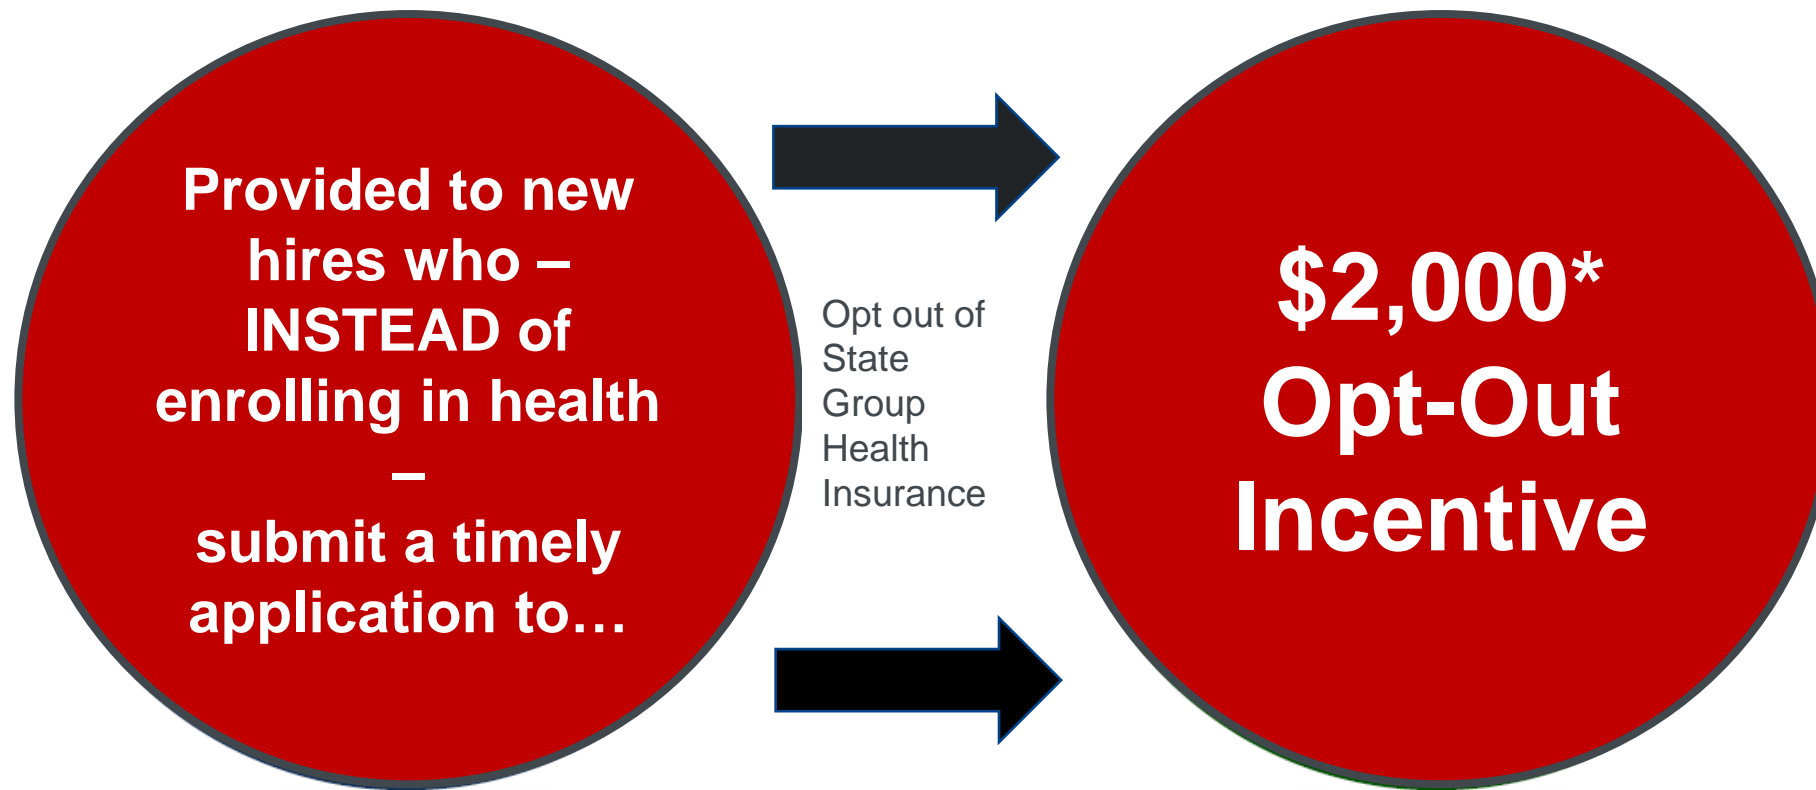 Provided to new
hires who –
INSTEAD of
enrolling in health
–
submit a timely
application to…
Opt out of
State
Group
Health
Insurance
$2,000*
Opt-Out
Incentive